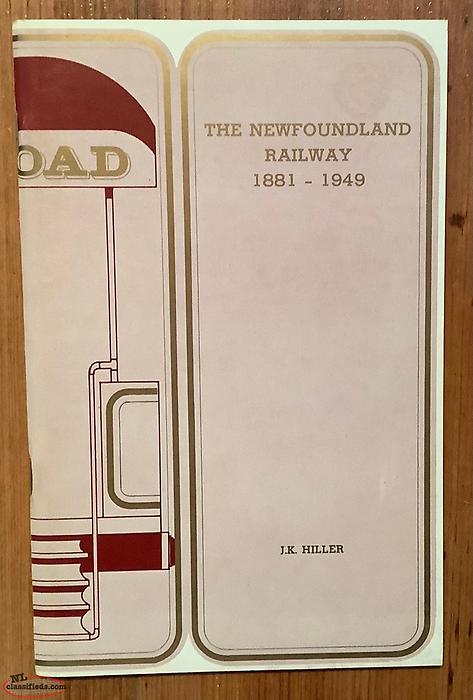 OAD
THE NEWFOUNDLAND
RAILWAY
1881 - 1949
J.K. HILLER
NL
classifieds.com